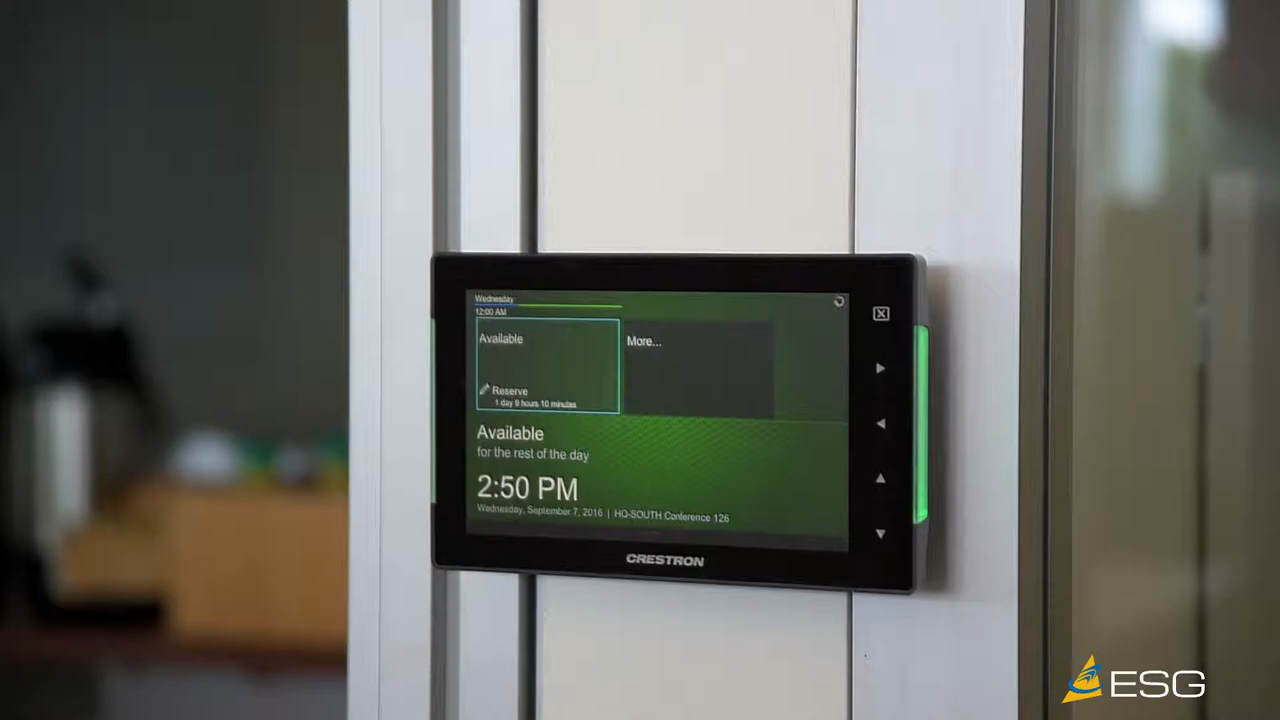 Wednesday
12:00 AM
Available
More...
Reserve
1 day 9 hours 10 minutes
Available
for the rest of the day
2:50 PM
Wednesday, September 7, 2016 | HQ-SOUTH Conference 126
CRESTRON
ESG